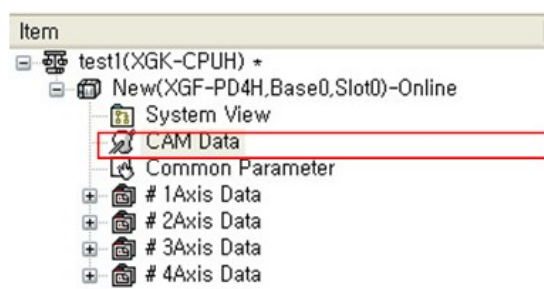 Item
test1(XGK-CPUH) *
New(XGF-PD4H,Base0,Slot0)-Online
System View
CAM Data
Common Parameter
# 1Axis Data
# 2Axis Data
# 3Axis Data
# 4Axis Data